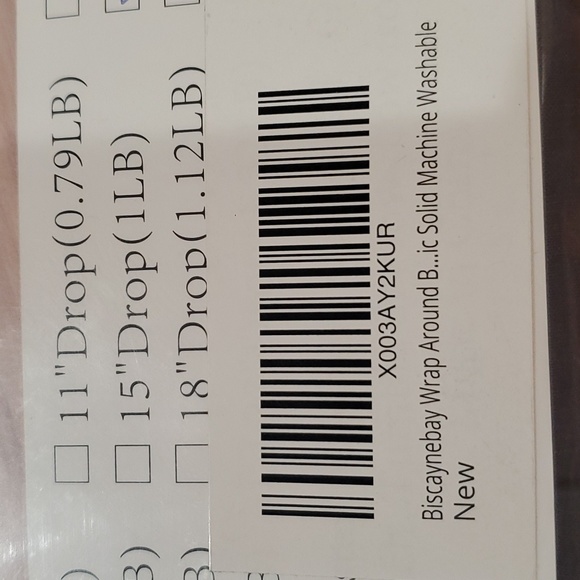 11"Drop(0.79LB)
15"Drop(1LB)
18"Drop(1.12LB)
X003AY2KUR
Biscaynebay Wrap Around B...ic Solid Machine Washable
New